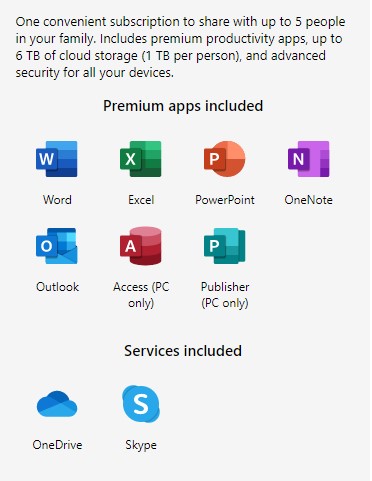 One convenient subscription to share with up to 5 people
in your family. Includes premium productivity apps, up to
6 TB of cloud storage (1 TB per person), and advanced
security for all your devices.
Premium apps included
W X P N
Word Excel PowerPoint OneNote
O A P
Outlook Access (PC only) Publisher (PC only)
Services included
S
OneDrive Skype